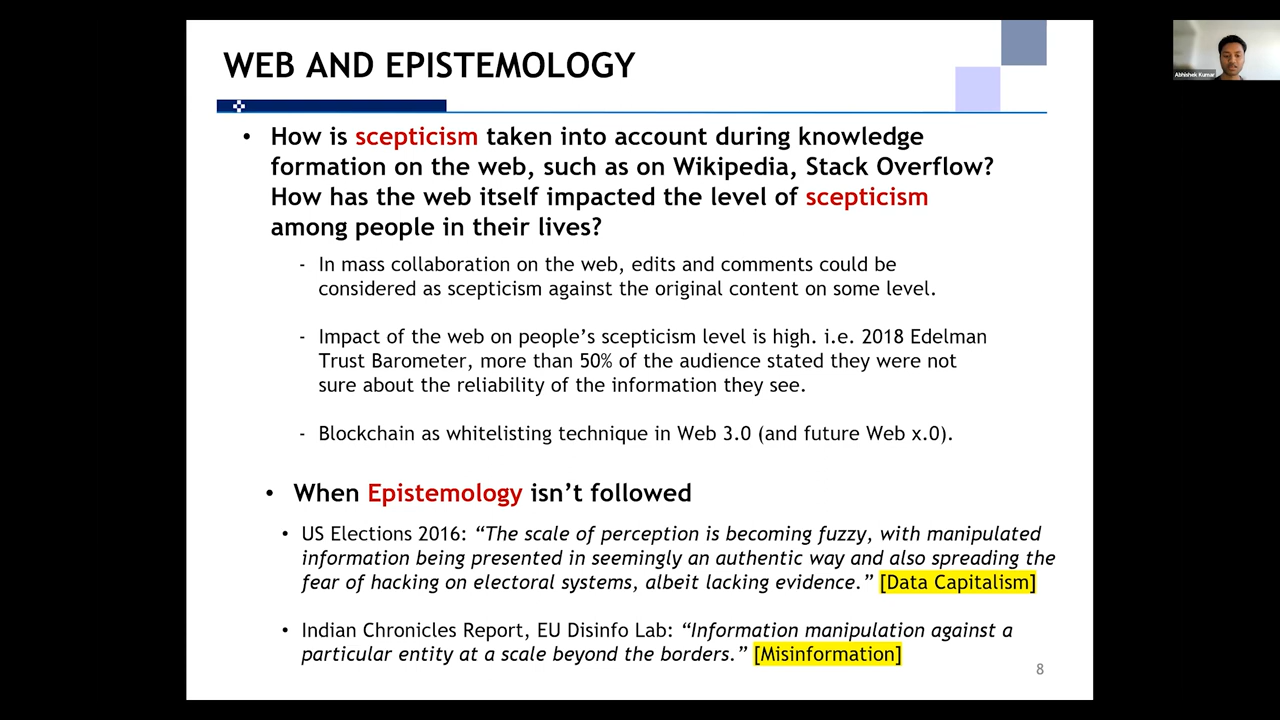 WEB AND EPISTEMOLOGY
Abhishek Kumar
• How is scepticism taken into account during knowledge
formation on the web, such as on Wikipedia, Stack Overflow?
How has the web itself impacted the level of scepticism
among people in their lives?
- In mass collaboration on the web, edits and comments could be
considered as scepticism against the original content on some level.
- Impact of the web on people’s scepticism level is high. i.e. 2018 Edelman
Trust Barometer, more than 50% of the audience stated they were not
sure about the reliability of the information they see.
- Blockchain as whitelisting technique in Web 3.0 (and future Web x.0).
• When Epistemology isn’t followed
• US Elections 2016: “The scale of perception is becoming fuzzy, with manipulated
information being presented in seemingly an authentic way and also spreading the
fear of hacking on electoral systems, albeit lacking evidence.” [Data Capitalism]
• Indian Chronicles Report, EU Disinfo Lab: “Information manipulation against a
particular entity at a scale beyond the borders.” [Misinformation]
8